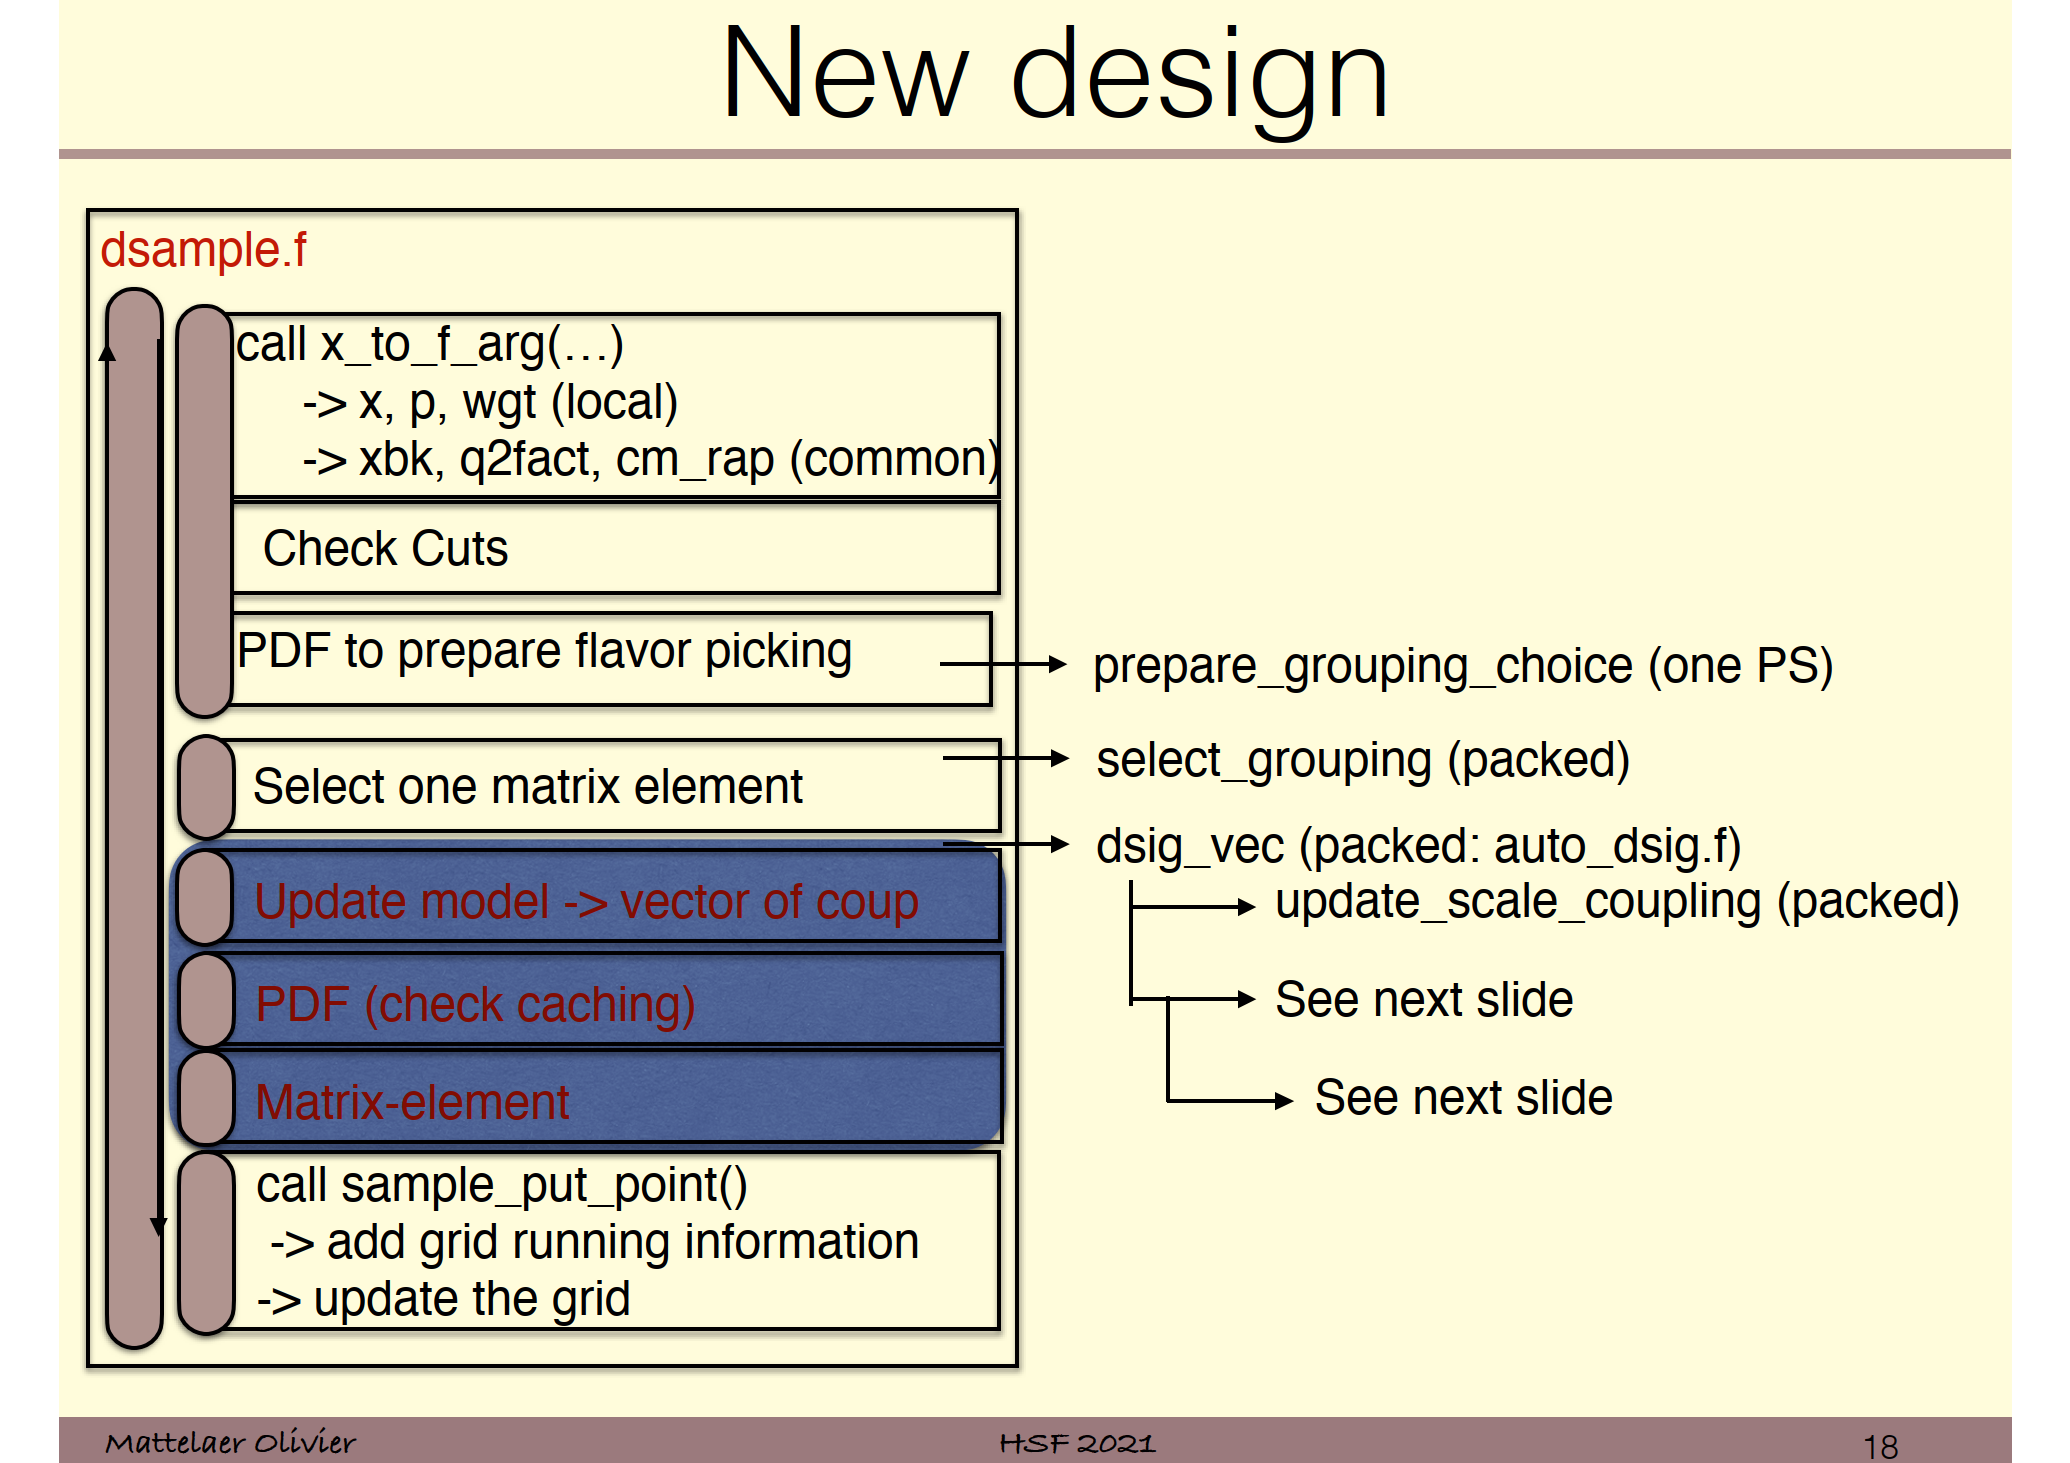 New design
dsample.f
call x_to_f_arg(...)
-> x, p, wgt (local)
-> xbk, q2fact, cm_rap (common)
Check Cuts
PDF to prepare flavor picking
prepare_grouping_choice (one PS)
Select one matrix element
select_grouping (packed)
dsig_vec (packed: auto_dsig.f)
Update model -> vector of coup
update_scale_coupling (packed)
PDF (check caching)
See next slide
Matrix-element
See next slide
call sample_put_point()
-> add grid running information
-> update the grid
Mattelaer Olivier
HSF 2021
18